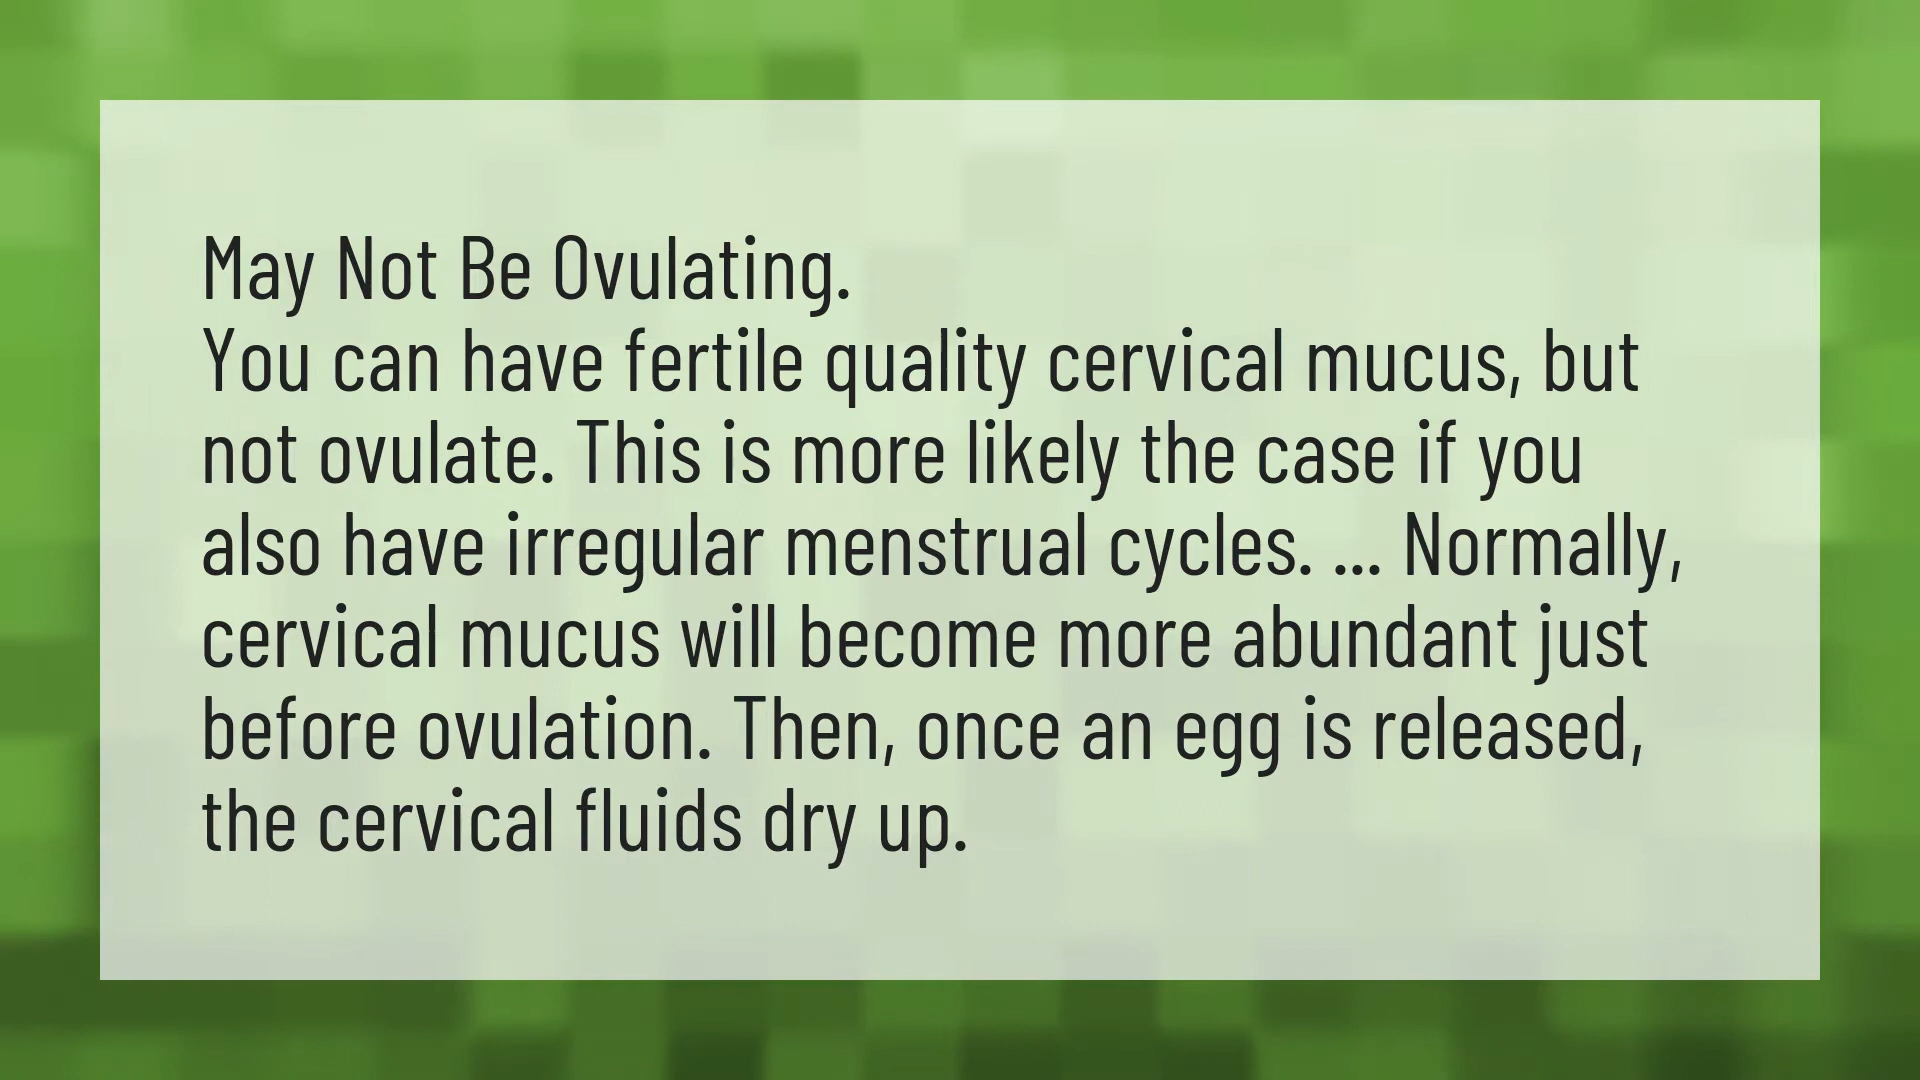 May Not Be Ovulating.
You can have fertile quality cervical mucus, but
not ovulate. This is more likely the case if you
also have irregular menstrual cycles. ... Normally,
cervical mucus will become more abundant just
before ovulation. Then, once an egg is released,
the cervical fluids dry up.